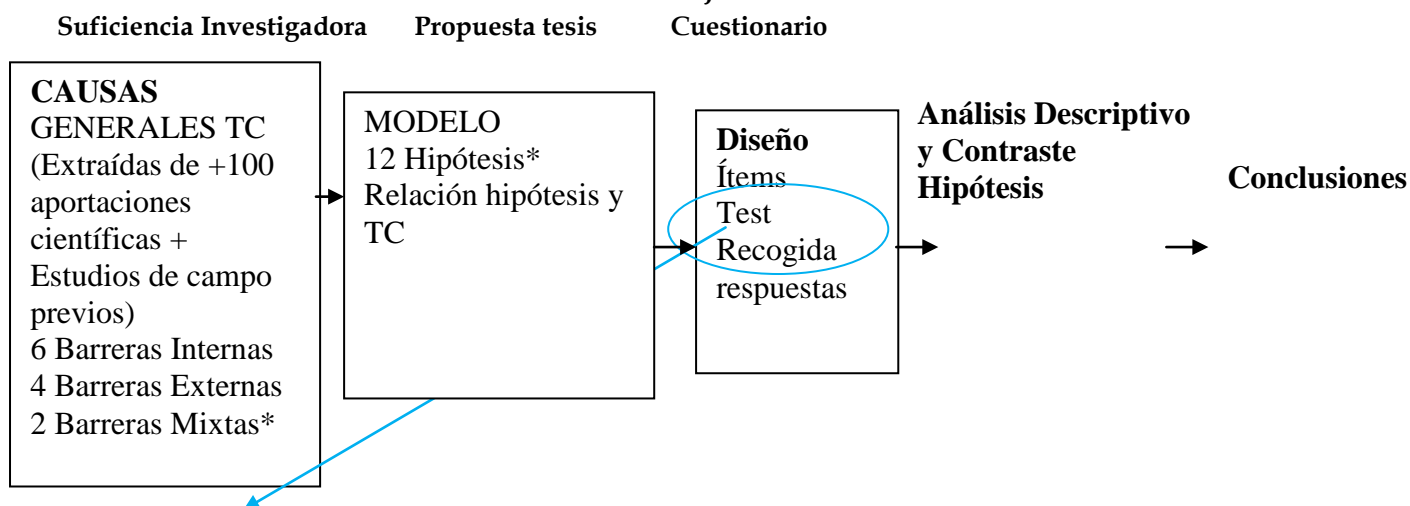 Suficiencia Investigadora Propuesta tesis Cuestionario
CAUSAS
GENERALES TC
(Extraídas de +100
aportaciones
científicas +
Estudios de campo
previos)
6 Barreras Internas
4 Barreras Externas
2 Barreras Mixtas*
MODELO
12 Hipótesis*
Relación hipótesis y
TC
Diseño
Ítems
Test
Recogida
respuestas
Análisis Descriptivo
y Contraste
Hipótesis
Conclusiones